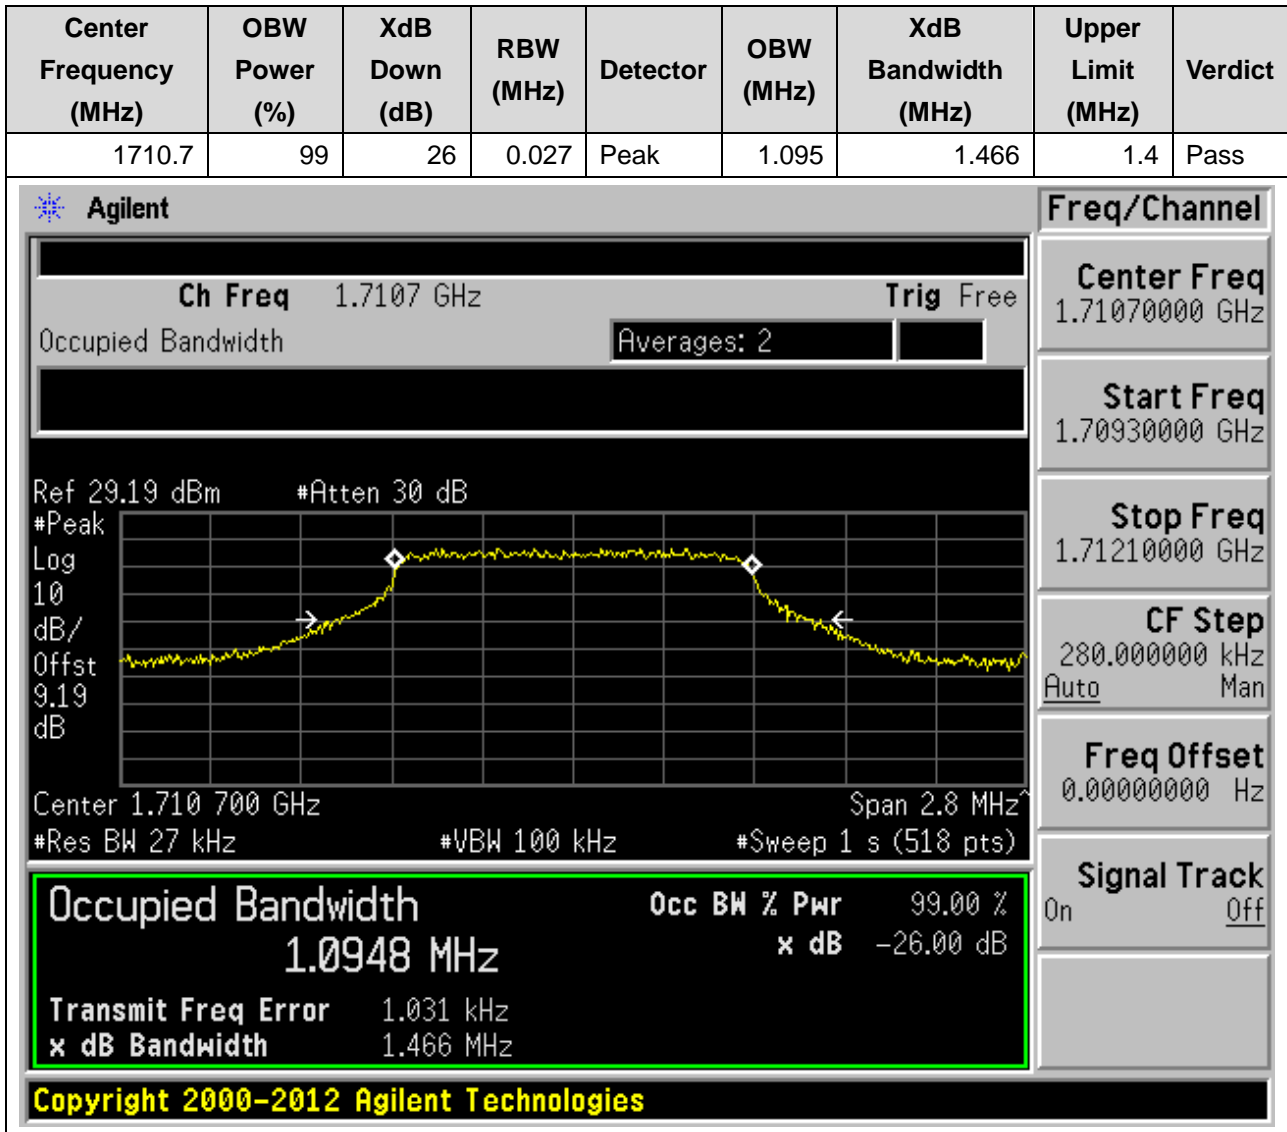 Center Frequency (MHz) OBW Power (%) XdB Down (dB) RBW (MHz) Detector OBW (MHz) XdB Bandwidth (MHz) Upper Limit (MHz) Verdict
1710.7 99 26 0.027 Peak 1.095 1.466 1.4 Pass
Agilent
Freq/Channel
Ch Freq 1.7107 GHz Trig Free
Occupied Bandwidth Averages: 2
Center Freq
1.71070000 GHz
Start Freq
1.70930000 GHz
Stop Freq
1.71210000 GHz
CF Step
280.000000 kHz
Auto Man
Freq Offset
0.00000000 Hz
Signal Track
On Off
Ref 29.19 dBm #Atten 30 dB
#Peak
Log
10
dB/
Offst
9.19
dB
Center 1.710 700 GHz Span 2.8 MHz^
#Res BW 27 kHz #VBW 100 kHz #Sweep 1 s (518 pts)
Occupied Bandwidth
1.0948 MHz
Occ BW % Pwr 99.00 %
x dB -26.00 dB
Transmit Freq Error 1.031 kHz
x dB Bandwidth 1.466 MHz
Copyright 2000-2012 Agilent Technologies